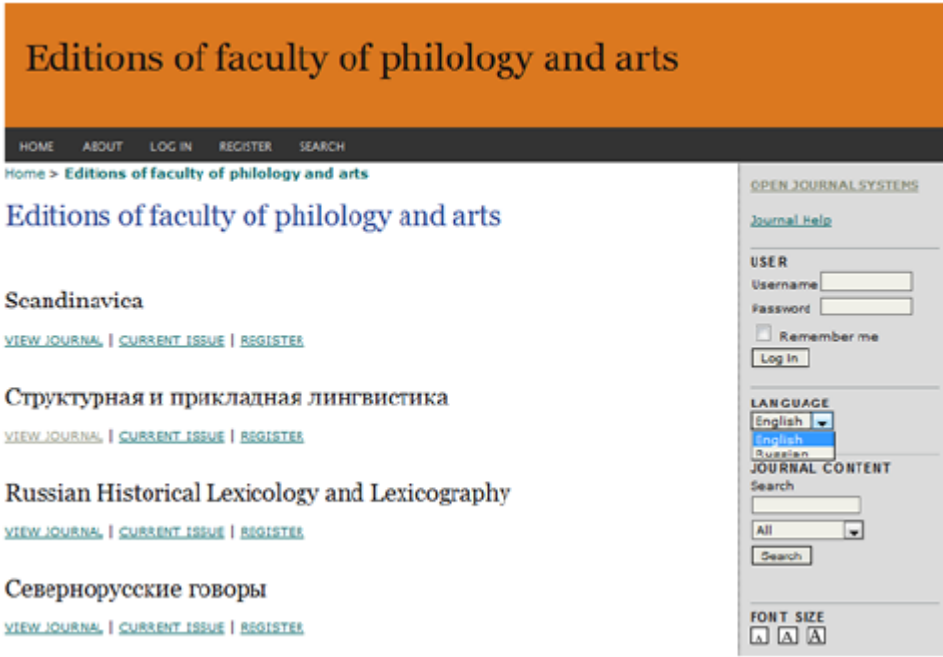 Editions of faculty of philology and arts
HOME ABOUT LOG IN REGISTER SEARCH
Home > Editions of faculty of philology and arts
Editions of faculty of philology and arts
Scandinavica
VIEW JOURNAL | CURRENT ISSUE | REGISTER
Структурная и прикладная лингвистика
VIEW JOURNAL | CURRENT ISSUE | REGISTER
Russian Historical Lexicology and Lexicography
VIEW JOURNAL | CURRENT ISSUE | REGISTER
Севернорусские говоры
VIEW JOURNAL | CURRENT ISSUE | REGISTER
OPEN JOURNAL SYSTEMS
Journal Help
USER
Username
Password
Remember me
Log In
LANGUAGE
English
English
Russian
JOURNAL CONTENT
Search
All
Search
FONT SIZE
A A A